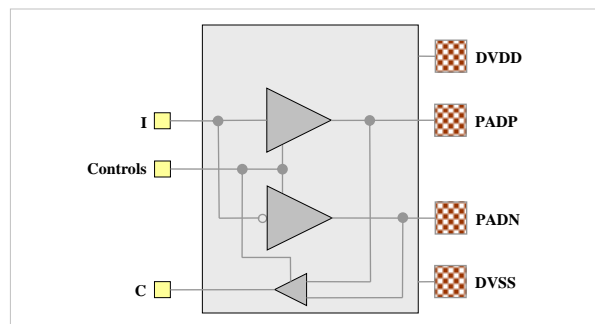 DVDD
I
PADP
Controls
PADN
C
DVSS